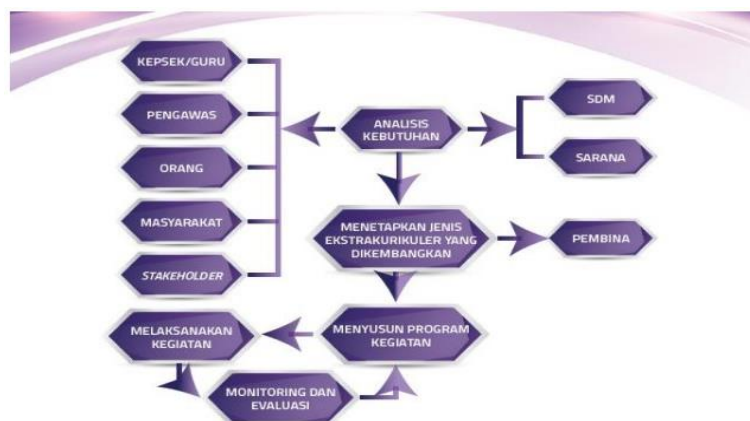 KEPSEK/GURU
PENGAWAS
ORANG
MASYARAKAT
STAKEHOLDER
ANALISIS
KEBUTUHAN
SDM
SARANA
MENETAPKAN JENIS
EKSTRAKURIKULER YANG
DIKEMBANGKAN
PEMBINA
MENYUSUN PROGRAM
KEGIATAN
MELAKSANAKAN
KEGIATAN
MONITORING DAN
EVALUASI